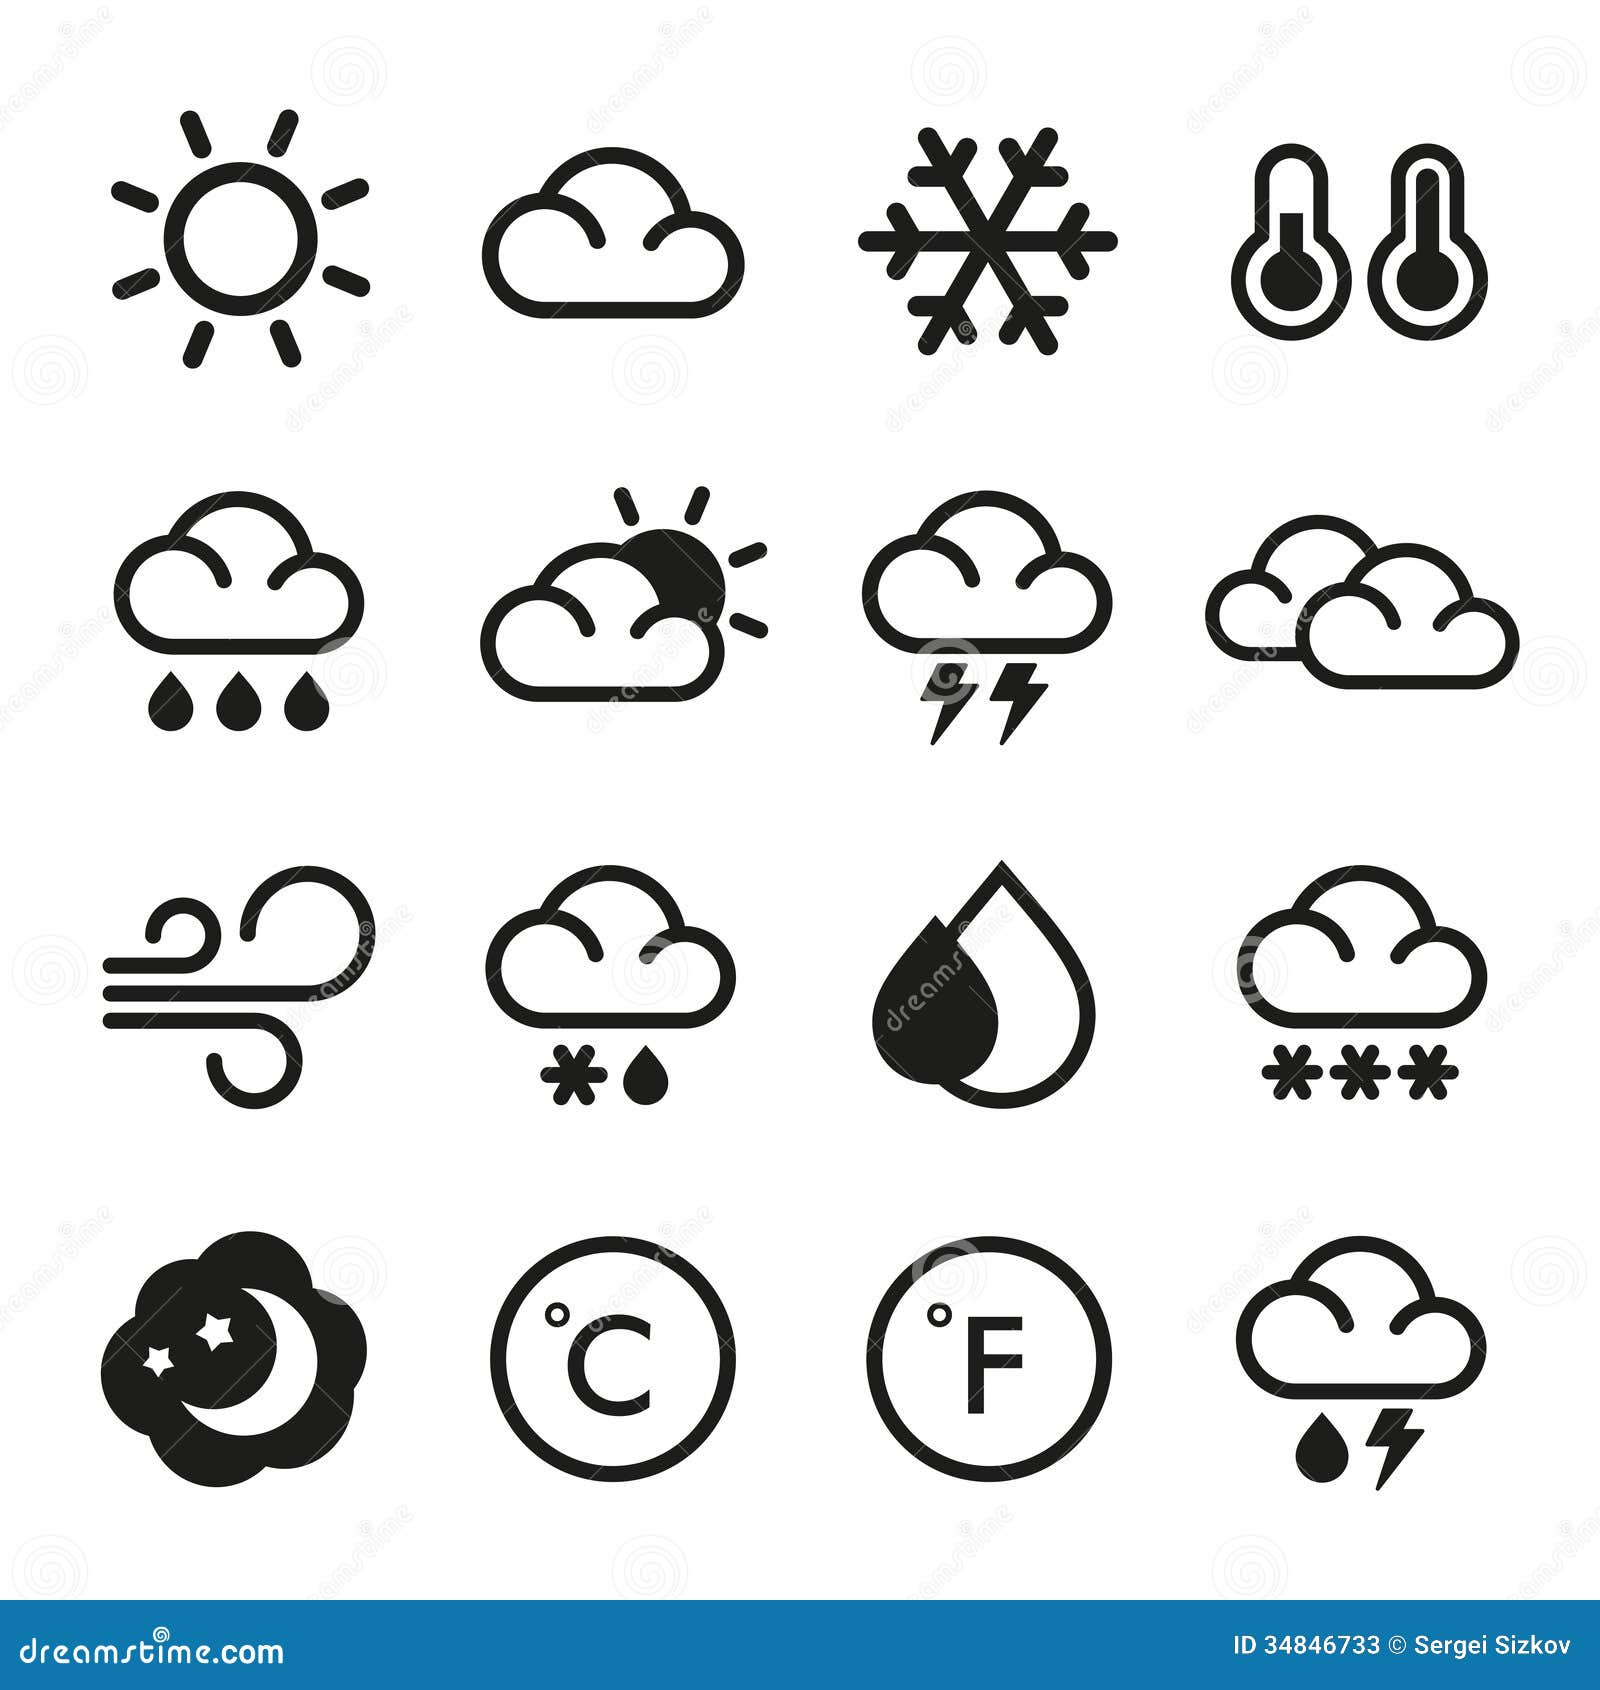 °C
°F
dreamstime.com
ID 34846733 © Sergei Sizkov